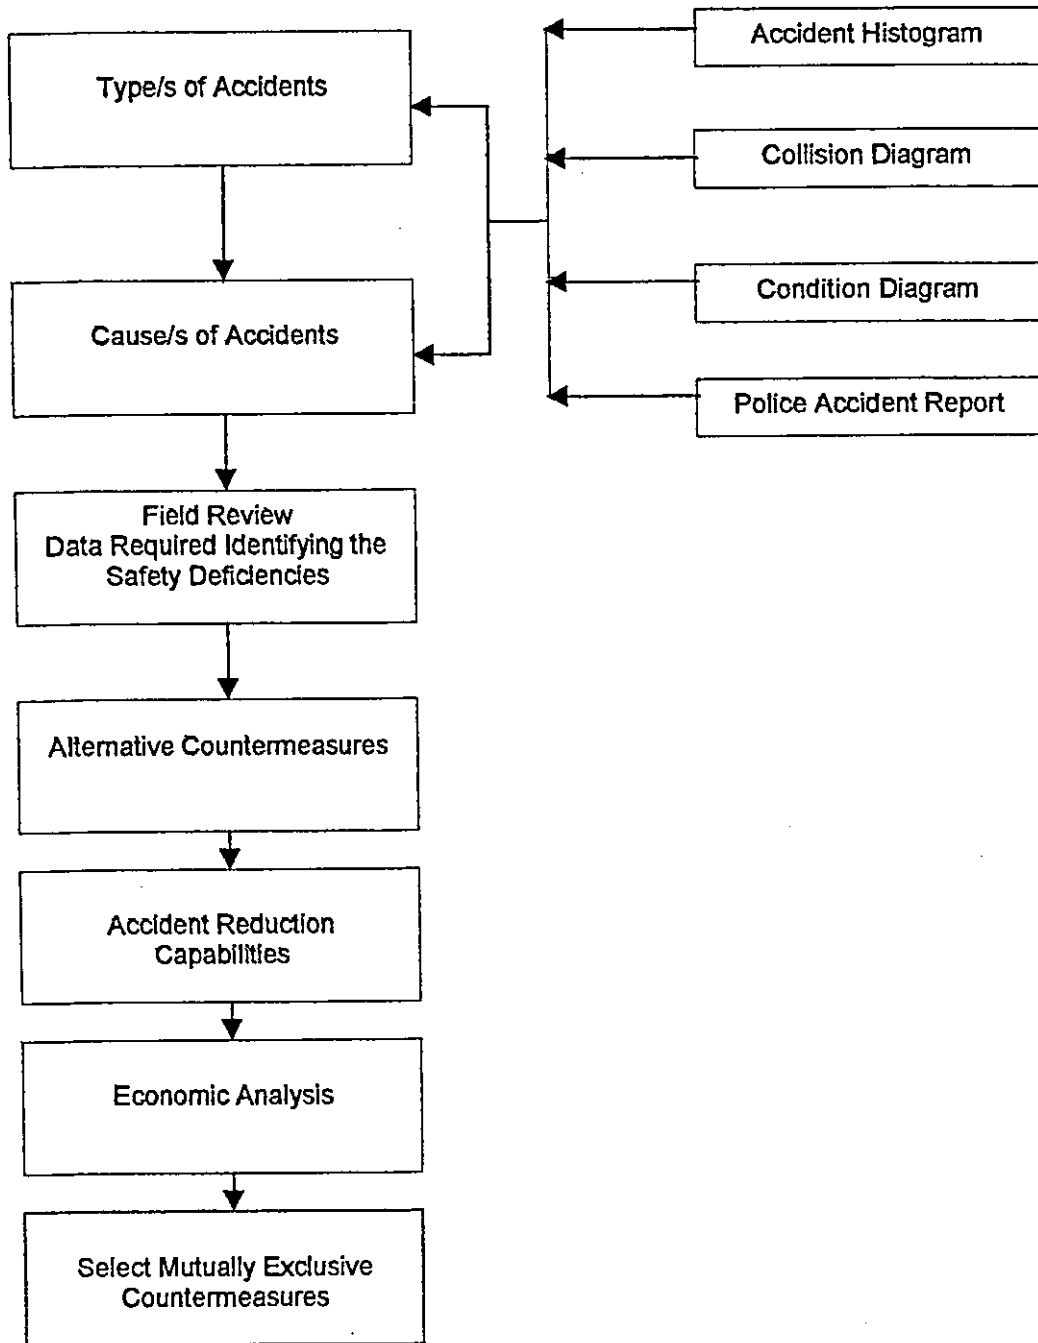 Type/s of Accidents
Cause/s of Accidents
Field Review
Data Required Identifying the
Safety Deficiencies
Alternative Countermeasures
Accident Reduction
Capabilities
Economic Analysis
Select Mutually Exclusive
Countermeasures
Accident Histogram
Collision Diagram
Condition Diagram
Police Accident Report